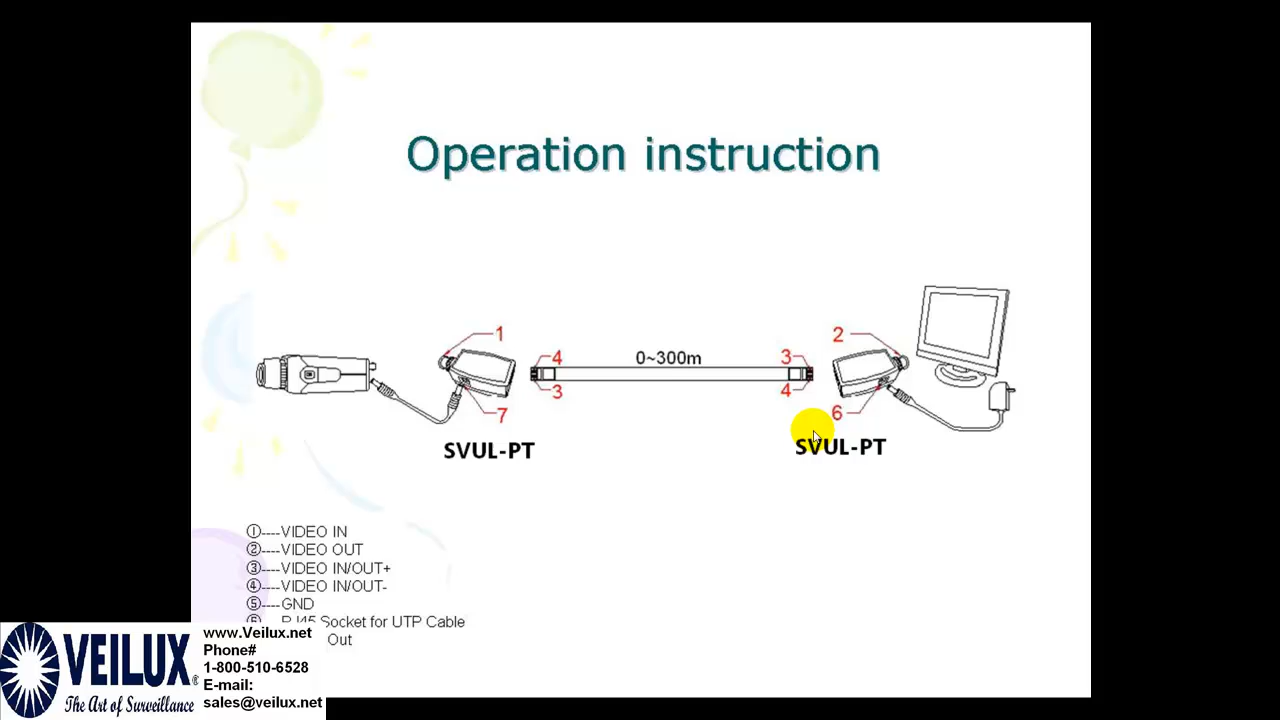 Operation instruction
1
2
4
0~300m
3
3
4
7
6
SVUL-PT
SVUL-PT
①----VIDEO IN
②----VIDEO OUT
③----VIDEO IN/OUT+
④----VIDEO IN/OUT-
⑤----GND
Socket for UTP Cable
Out
VEILUX®
The Art of Surveillance
www.Veilux.net
Phone#
1-800-510-6528
E-mail:
sales@veilux.net